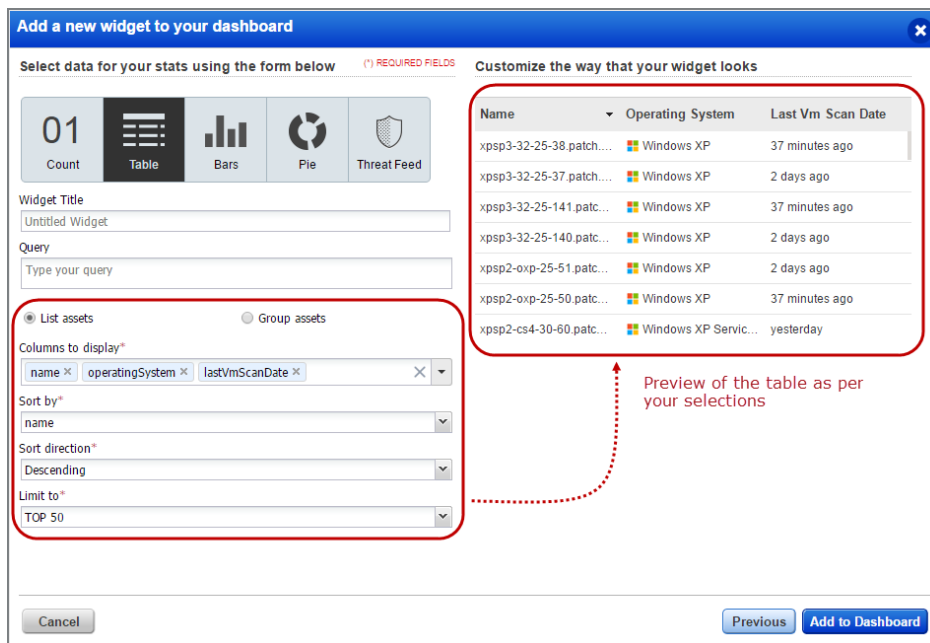 Add a new widget to your dashboard
Select data for your stats using the form below
(*) REQUIRED FIELDS
01
Count
Table
Bars
Pie
Threat Feed
Widget Title
Untitled Widget
Query
Type your query
List assets
Group assets
Columns to display*
name × operatingSystem × lastVmScanDate ×
Sort by*
name
Sort direction*
Descending
Limit to*
TOP 50
Customize the way that your widget looks
Name Operating System Last Vm Scan Date
xpsp3-32-25-38.patch.... Windows XP 37 minutes ago
xpsp3-32-25-37.patch.... Windows XP 2 days ago
xpsp3-32-25-141.patc... Windows XP 37 minutes ago
xpsp3-32-25-140.patc... Windows XP 2 days ago
xpsp2-oxp-25-51.patc... Windows XP 2 days ago
xpsp2-oxp-25-50.patc... Windows XP 37 minutes ago
xpsp2-cs4-30-60.patc... Windows XP Servic... yesterday
Preview of the table as per
your selections
Cancel
Previous
Add to Dashboard